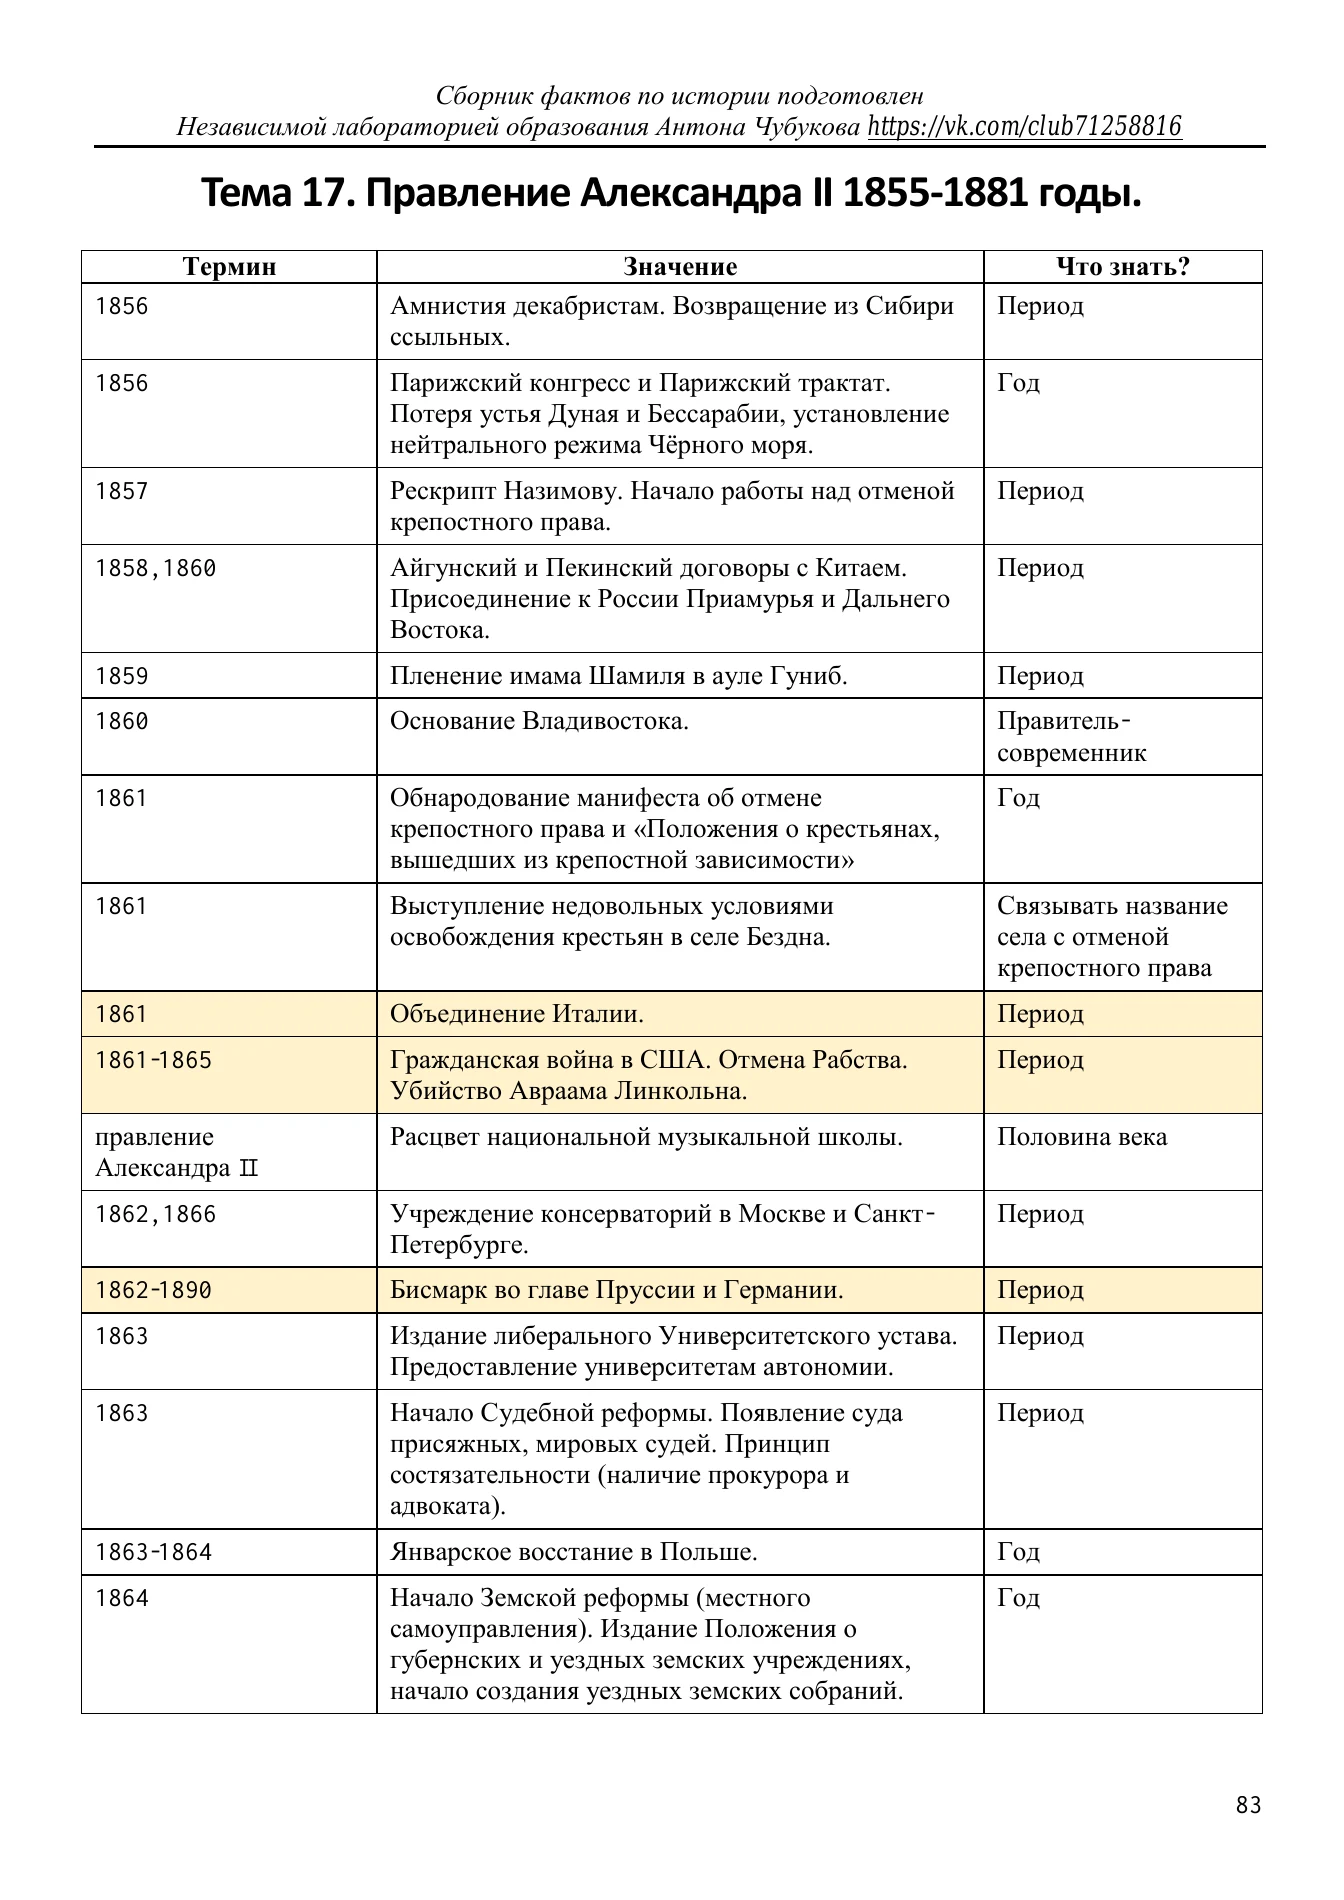 Сборник фактов по истории подготовлен
Независимой лабораторией образования Антона Чубукова https://vk.com/club71258816
Тема 17. Правление Александра II 1855-1881 годы.
Термин Значение Что знать?
1856 Амнистия декабристам. Возвращение из Сибири Период
ссыльных.
1856 Парижский конгресс и Парижский трактат. Год
Потеря устья Дуная и Бессарабии, установление
нейтрального режима Чёрного моря.
1857 Рескрипт Назимову. Начало работы над отменой Период
крепостного права.
1858,1860 Айгунский и Пекинский договоры с Китаем. Период
Присоединение к России Приамурья и Дальнего
Востока.
1859 Пленение имама Шамиля в ауле Гуниб. Период
1860 Основание Владивостока. Правитель-
современник
1861 Обнародование манифеста об отмене Год
крепостного права и «Положения о крестьянах,
вышедших из крепостной зависимости»
1861 Выступление недовольных условиями Связывать название
освобождения крестьян в селе Бездна. села с отменой
крепостного права
1861 Объединение Италии. Период
1861-1865 Гражданская война в США. Отмена Рабства. Период
Убийство Авраама Линкольна.
правление Расцвет национальной музыкальной школы. Половина века
Александра II
1862,1866 Учреждение консерваторий в Москве и Санкт- Период
Петербурге.
1862-1890 Бисмарк во главе Пруссии и Германии. Период
1863 Издание либерального Университетского устава. Период
Предоставление университетам автономии.
1863 Начало Судебной реформы. Появление суда Период
присяжных, мировых судей. Принцип
состязательности (наличие прокурора и
адвоката).
1863-1864 Январское восстание в Польше. Год
1864 Начало Земской реформы (местного Год
самоуправления). Издание Положения о
губернских и уездных земских учреждениях,
начало создания уездных земских собраний.
83